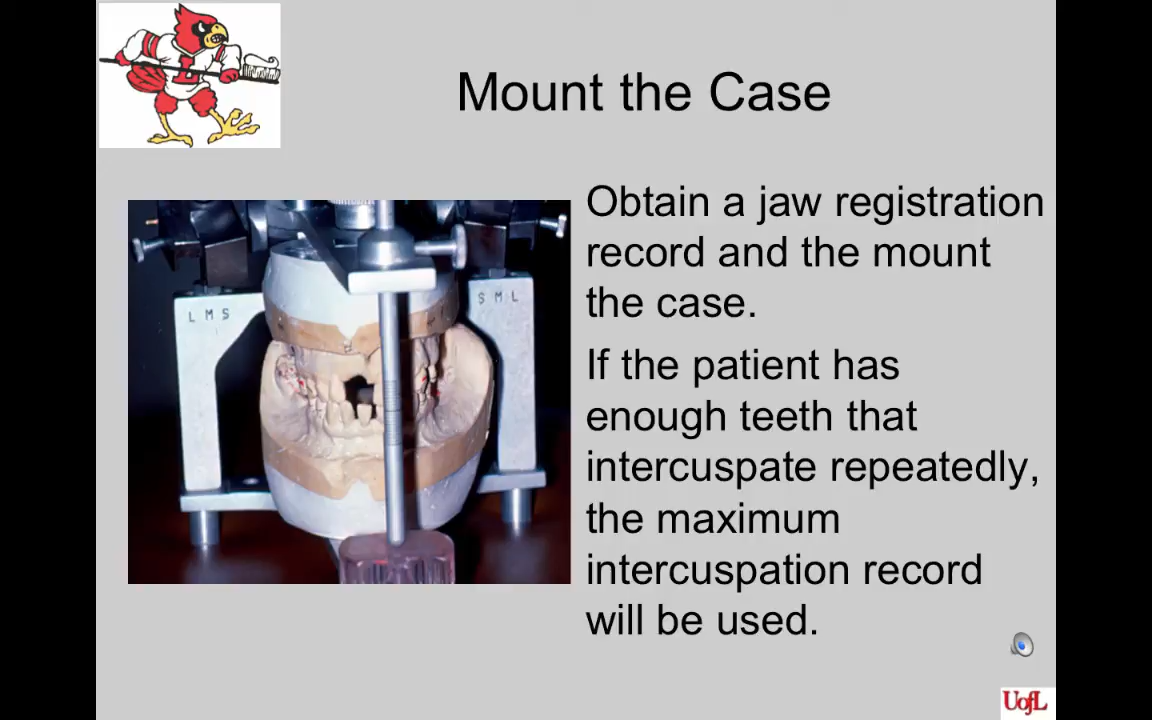 Mount the Case
Obtain a jaw registration
record and the mount
the case.
If the patient has
enough teeth that
intercuspate repeatedly,
the maximum
intercuspation record
will be used.
L M S
S M L
L
UofL